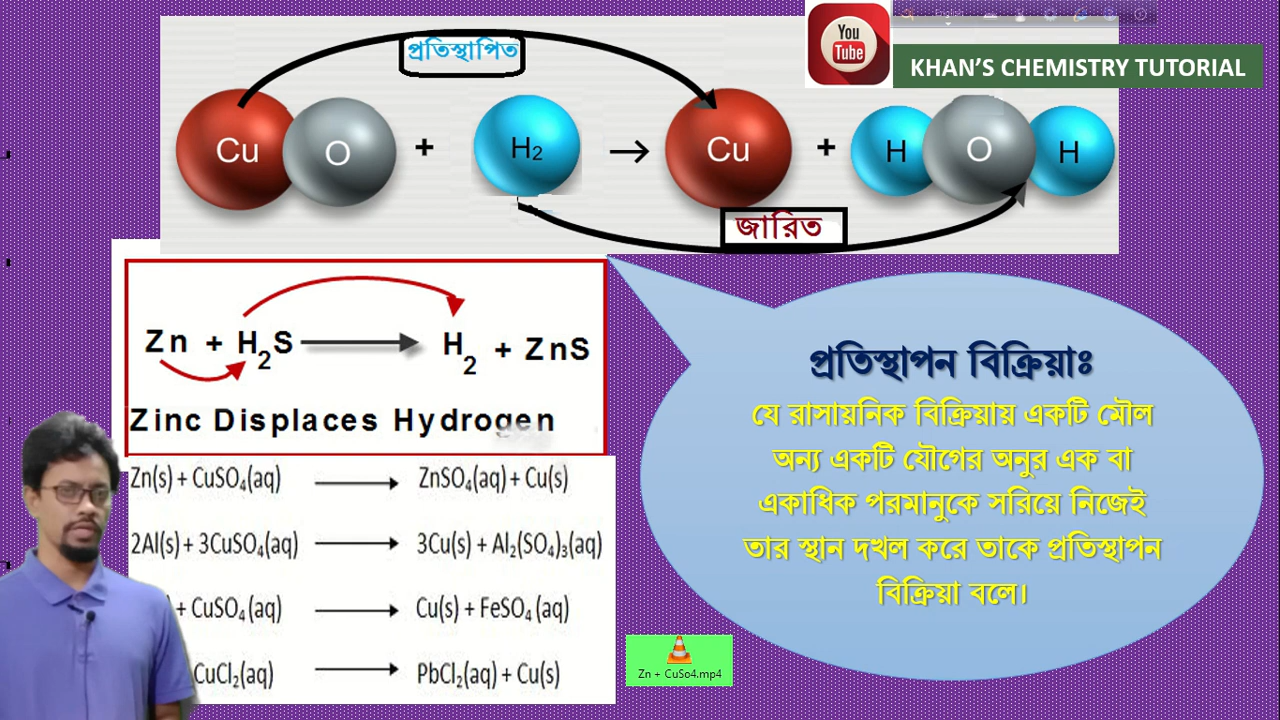 You
Tube
KHAN'S CHEMISTRY TUTORIAL
প্রতিস্থাপিত
Cu O + H₂ → Cu + H O H
জারিত
Zn + H₂S → H₂ + ZnS
Zinc Displaces Hydrogen
Zn(s) + CuSO₄(aq) → ZnSO₄(aq) + Cu(s)
2Al(s) + 3CuSO₄(aq) → 3Cu(s) + Al₂(SO₄)₃(aq)
+ CuSO₄(aq) → Cu(s) + FeSO₄ (aq)
CuCl₂(aq) → PbCl₂(aq) + Cu(s)
প্রতিস্থাপন বিক্রিয়াঃ
যে রাসায়নিক বিক্রিয়ায় একটি মৌল
অন্য একটি যৌগের অনুর এক বা
একাধিক পরমানুকে সরিয়ে নিজেই
তার স্থান দখল করে তাকে প্রতিস্থাপন
বিক্রিয়া বলে।
Zn + CuSo4.mp4